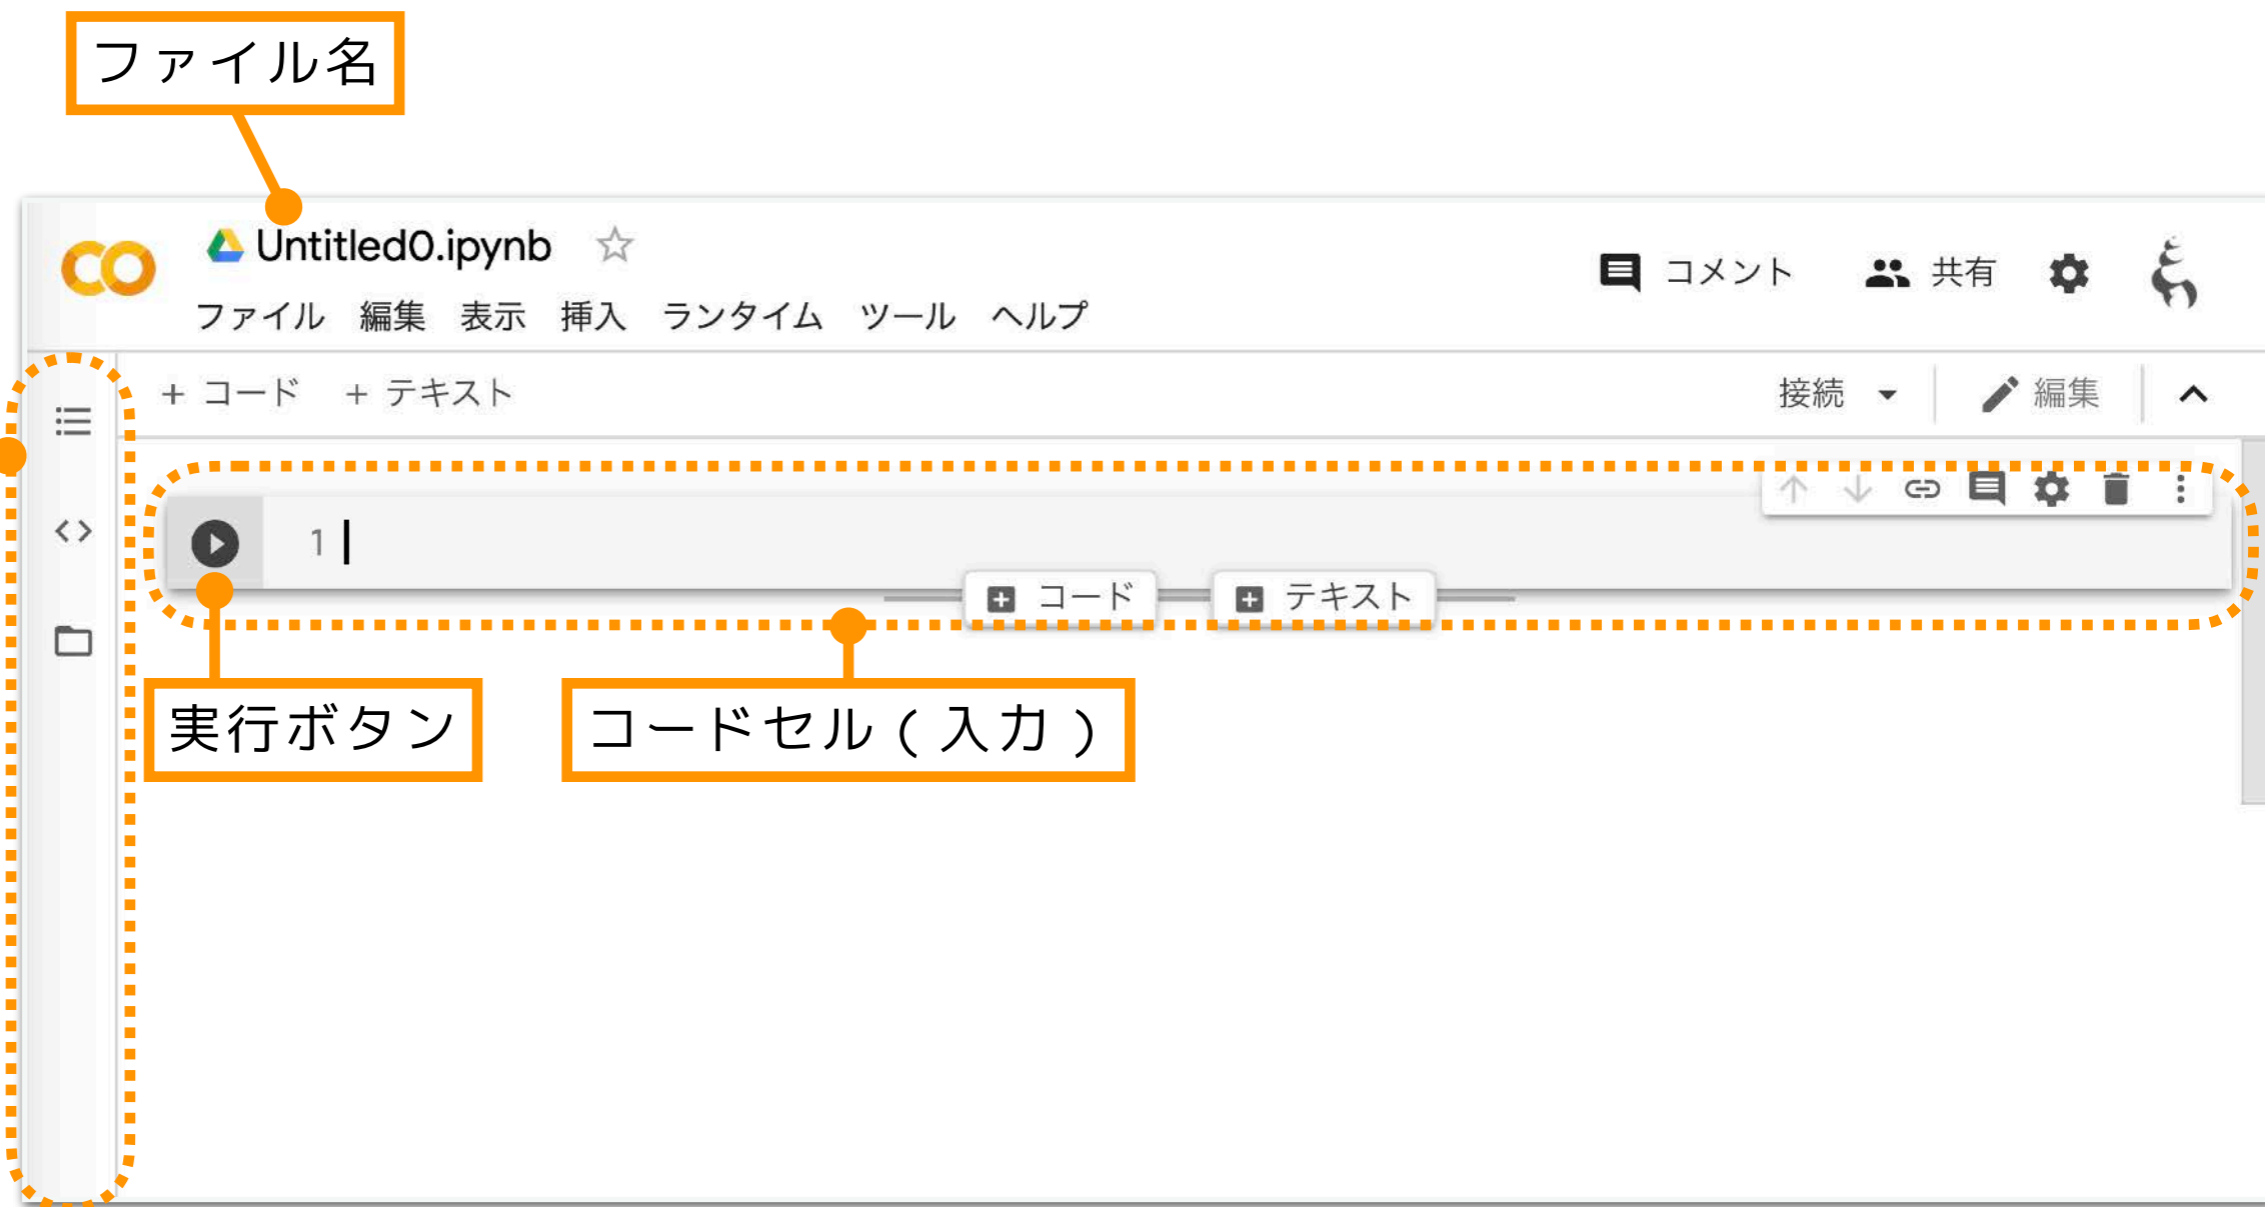 ファイル名
CO
Untitled0.ipynb
コメント 共有
ファイル 編集 表示 挿入 ランタイム ツール ヘルプ
+ コード + テキスト 接続 編集
1
コード テキスト
実行ボタン コードセル(入力)